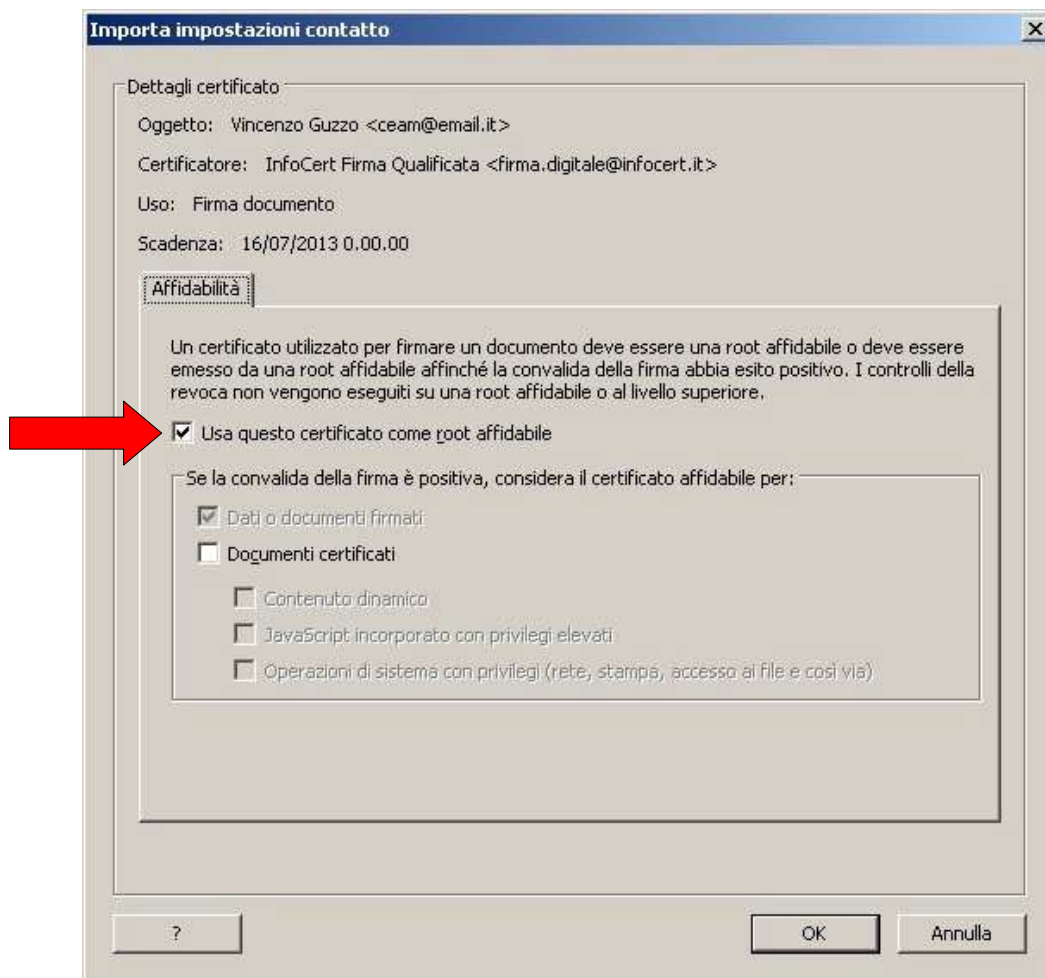 Importa impostazioni contatto
Dettagli certificato
Oggetto: Vincenzo Guzzo <ceam@email.it>
Certificatore: InfoCert Firma Qualificata <firma.digitale@infocert.it>
Uso: Firma documento
Scadenza: 16/07/2013 0.00.00
Affidabilità
Un certificato utilizzato per firmare un documento deve essere una root affidabile o deve essere
emesso da una root affidabile affinché la convalida della firma abbia esito positivo. I controlli della
revoca non vengono eseguiti su una root affidabile o al livello superiore.
Usa questo certificato come root affidabile
Se la convalida della firma è positiva, considera il certificato affidabile per:
Dati o documenti firmati
Documenti certificati
Contenuto dinamico
JavaScript incorporato con privilegi elevati
Operazioni di sistema con privilegi (rete, stampa, accesso ai file e così via)
? OK Annulla